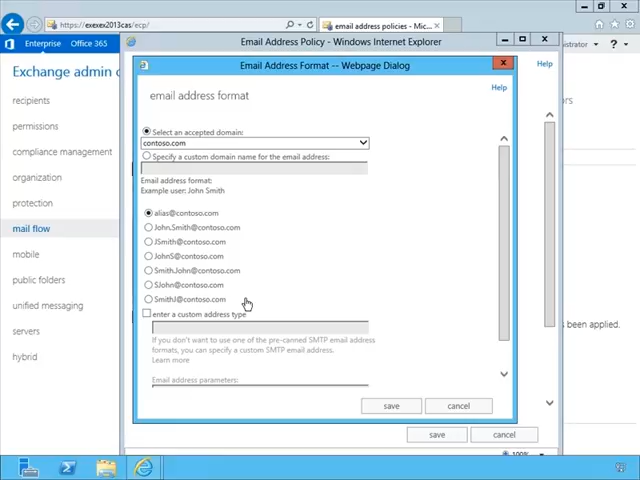 https://exexex2013cas/ecp/
email address policies - Mic...
Enterprise
Office 365
Email Address Policy - Windows Internet Explorer
Email Address Format -- Webpage Dialog
x
Help
?
Exchange admin c
Help
email address format
recipients
permissions
compliance management
organization
protection
mail flow
mobile
public folders
unified messaging
servers
hybrid
Select an accepted domain:
contoso.com
Specify a custom domain name for the email address:
Email address format:
Example user: John Smith
alias@contoso.com
John.Smith@contoso.com
JSmith@contoso.com
JohnS@contoso.com
Smith.John@contoso.com
SJohn@contoso.com
SmithJ@contoso.com
enter a custom address type
If you don't want to use one of the pre-canned SMTP email address
formats, you can specify a custom SMTP email address.
Learn more
Email address parameters:
save
cancel
save
cancel
been applied.
100%